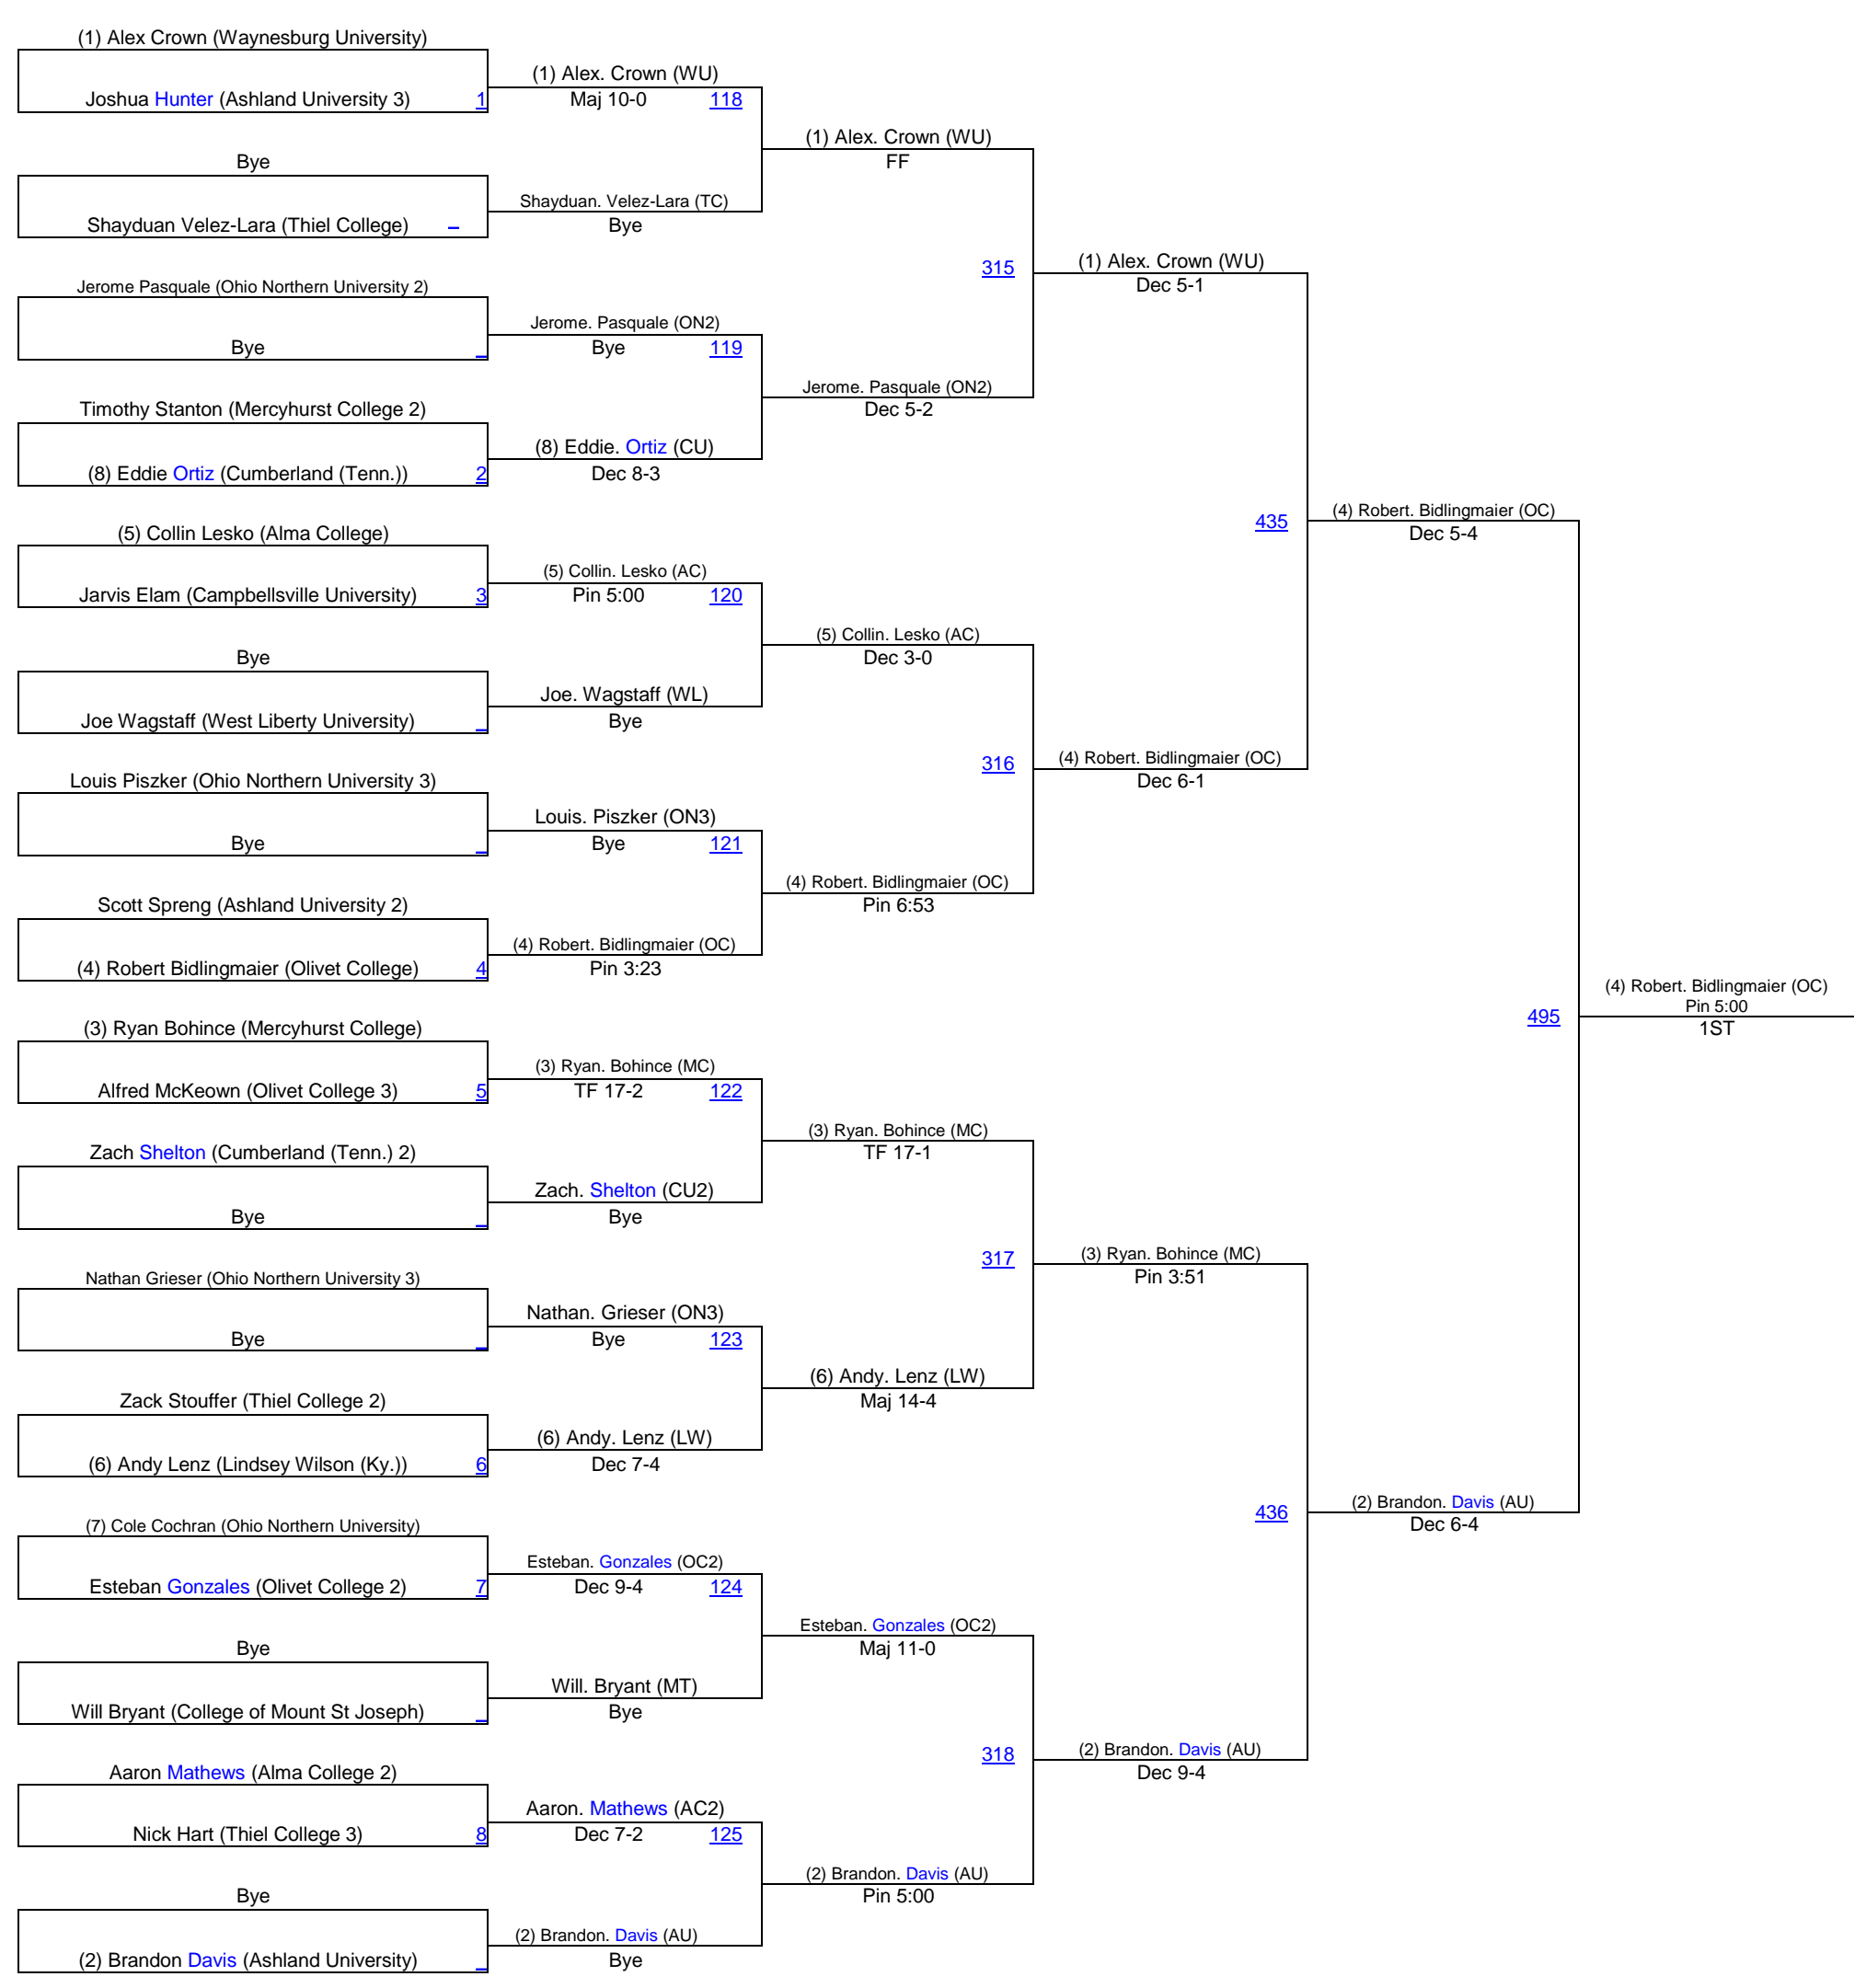 (1) Alex Crown (Waynesburg University)
Joshua Hunter (Ashland University 3) 1
Bye
Shayduan Velez-Lara (Thiel College) _
Jerome Pasquale (Ohio Northern University 2)
Bye _
Timothy Stanton (Mercyhurst College 2)
(8) Eddie Ortiz (Cumberland (Tenn.)) 2
(5) Collin Lesko (Alma College)
Jarvis Elam (Campbellsville University) 3
Bye
Joe Wagstaff (West Liberty University) _
Louis Piszker (Ohio Northern University 3)
Bye _
Scott Spreng (Ashland University 2)
(4) Robert Bidlingmaier (Olivet College) 4
(3) Ryan Bohince (Mercyhurst College)
Alfred McKeown (Olivet College 3) 5
Zach Shelton (Cumberland (Tenn.) 2)
Bye _
Nathan Grieser (Ohio Northern University 3)
Bye _
Zack Stouffer (Thiel College 2)
(6) Andy Lenz (Lindsey Wilson (Ky.)) 6
(7) Cole Cochran (Ohio Northern University)
Esteban Gonzales (Olivet College 2) 7
Bye
Will Bryant (College of Mount St Joseph) _
Aaron Mathews (Alma College 2)
Nick Hart (Thiel College 3) 8
Bye
(2) Brandon Davis (Ashland University) _
(1) Alex. Crown (WU)
Maj 10-0 118
Shayduan. Velez-Lara (TC)
Bye
Jerome. Pasquale (ON2)
Bye 119
(8) Eddie. Ortiz (CU)
Dec 8-3
(5) Collin. Lesko (AC)
Pin 5:00 120
Joe. Wagstaff (WL)
Bye
Louis. Piszker (ON3)
Bye 121
(4) Robert. Bidlingmaier (OC)
Pin 3:23
(3) Ryan. Bohince (MC)
TF 17-2 122
Zach. Shelton (CU2)
Bye
Nathan. Grieser (ON3)
Bye 123
(6) Andy. Lenz (LW)
Dec 7-4
Esteban. Gonzales (OC2)
Dec 9-4 124
Will. Bryant (MT)
Bye
Aaron. Mathews (AC2)
Dec 7-2 125
(2) Brandon. Davis (AU)
Bye
(1) Alex. Crown (WU)
FF
315
Jerome. Pasquale (ON2)
Dec 5-2
(5) Collin. Lesko (AC)
Dec 3-0
316
(4) Robert. Bidlingmaier (OC)
Pin 6:53
(3) Ryan. Bohince (MC)
TF 17-1
317
(6) Andy. Lenz (LW)
Maj 14-4
Esteban. Gonzales (OC2)
Maj 11-0
318
(2) Brandon. Davis (AU)
Pin 5:00
(1) Alex. Crown (WU)
Dec 5-1
435
(4) Robert. Bidlingmaier (OC)
Dec 6-1
(3) Ryan. Bohince (MC)
Pin 3:51
436
(2) Brandon. Davis (AU)
Dec 9-4
(4) Robert. Bidlingmaier (OC)
Dec 5-4
495
(2) Brandon. Davis (AU)
Dec 6-4
(4) Robert. Bidlingmaier (OC)
Pin 5:00
1ST